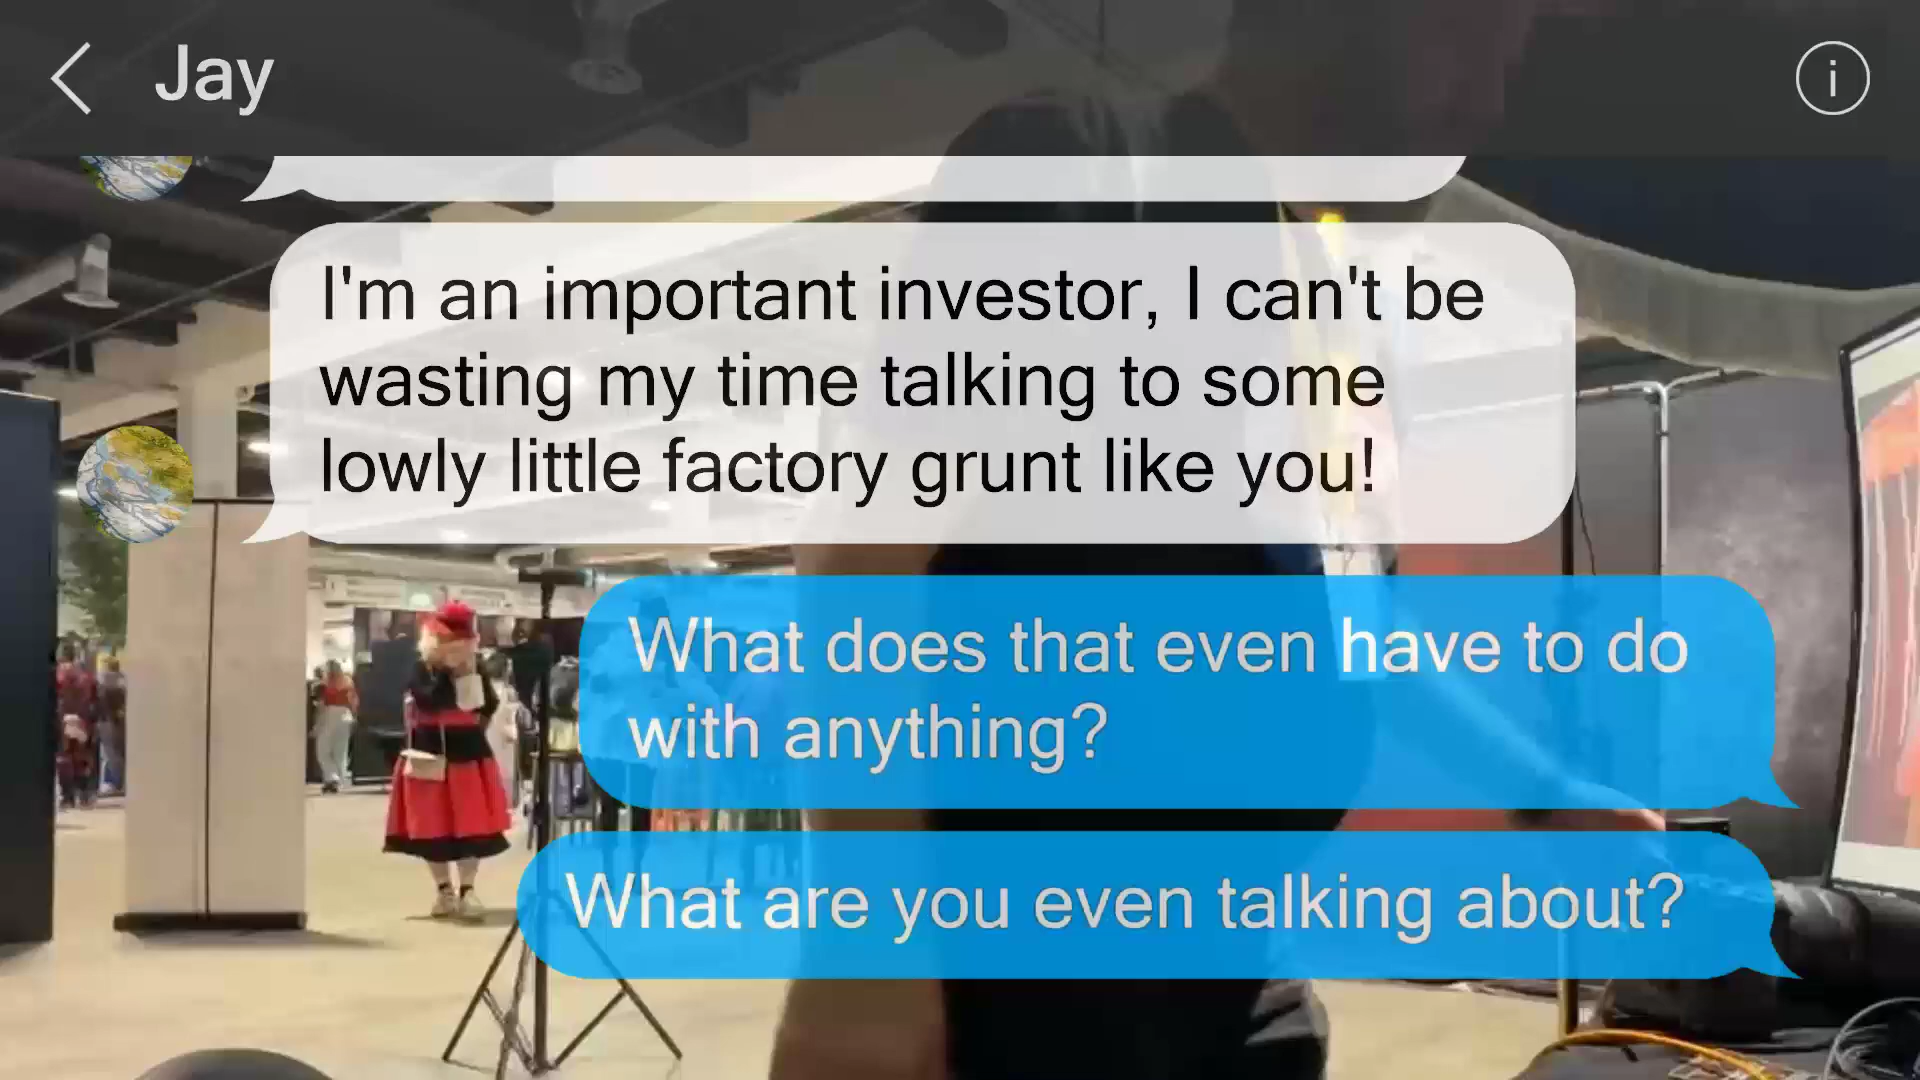 Jay
I'm an important investor, I can't be
wasting my time talking to some
lowly little factory grunt like you!
What does that even have to do
with anything?
What are you even talking about?